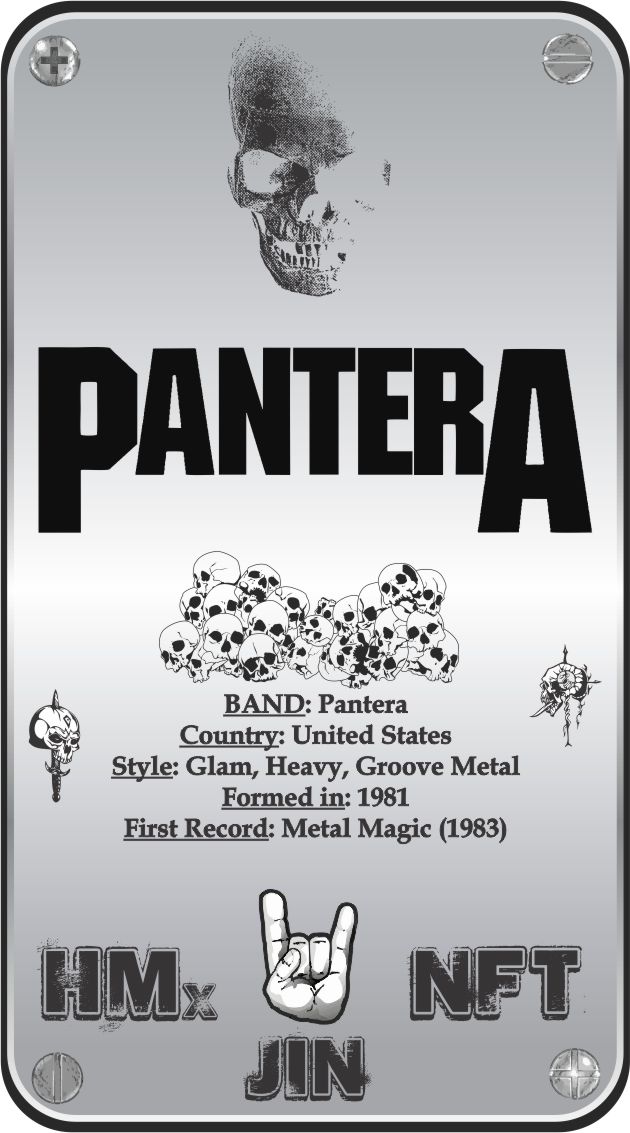 PANTERA
BAND: Pantera
Country: United States
Style: Glam, Heavy, Groove Metal
Formed in: 1981
First Record: Metal Magic (1983)
HMx NFT
JIN